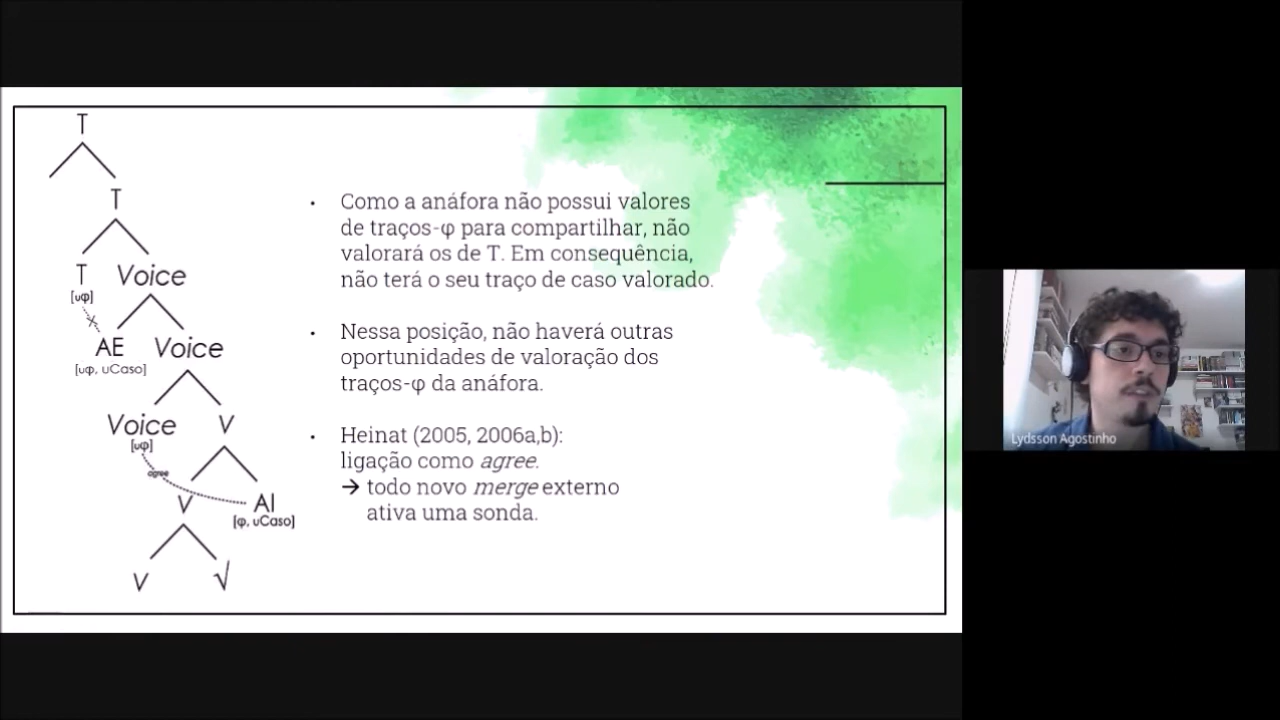 T
T
T
Voice
[uφ]
AE
Voice
[uφ, uCaso]
Voice
V
[uφ]
agree
V
AI
[φ, uCaso]
V
√
• Como a anáfora não possui valores
de traços-φ para compartilhar, não
valorará os de T. Em consequência,
não terá o seu traço de caso valorado.
• Nessa posição, não haverá outras
oportunidades de valoração dos
traços-φ da anáfora.
• Heinat (2005, 2006a,b):
ligação como agree.
→ todo novo merge externo
ativa uma sonda.
Lydsson Agostinho